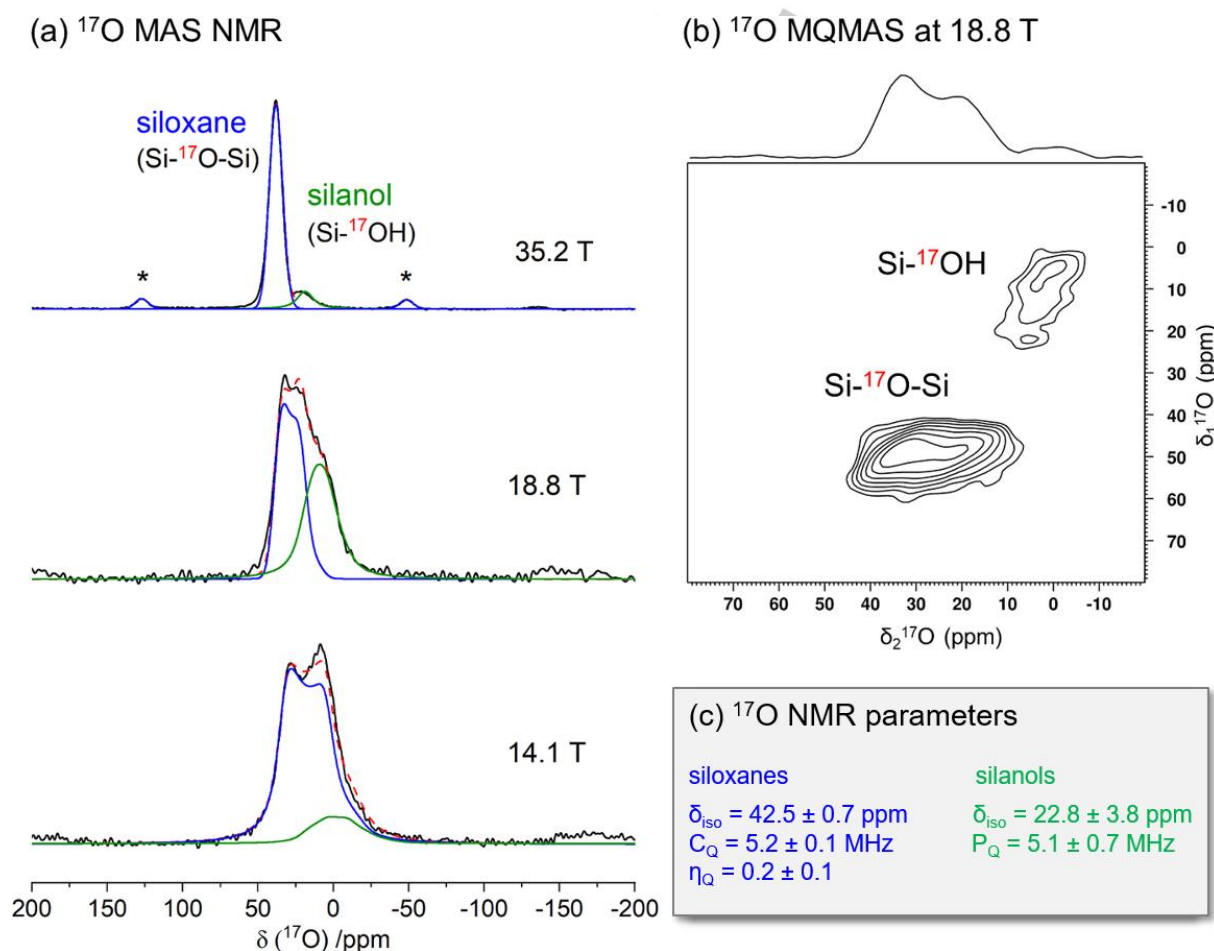 (a) ¹⁷O MAS NMR
siloxane
(Si-¹⁷O-Si)
silanol
(Si-¹⁷OH)
35.2 T
*
*
18.8 T
14.1 T
200 150 100 50 0 -50 -100 -150 -200
δ (¹⁷O) /ppm
(b) ¹⁷O MQMAS at 18.8 T
Si-¹⁷OH
Si-¹⁷O-Si
-10
0
10
20
30
40
50
60
70
δ₁¹⁷O (ppm)
70 60 50 40 30 20 10 0 -10
δ₂¹⁷O (ppm)
(c) ¹⁷O NMR parameters
siloxanes
δiso = 42.5 ± 0.7 ppm
CQ = 5.2 ± 0.1 MHz
ηQ = 0.2 ± 0.1
silanols
δiso = 22.8 ± 3.8 ppm
PQ = 5.1 ± 0.7 MHz